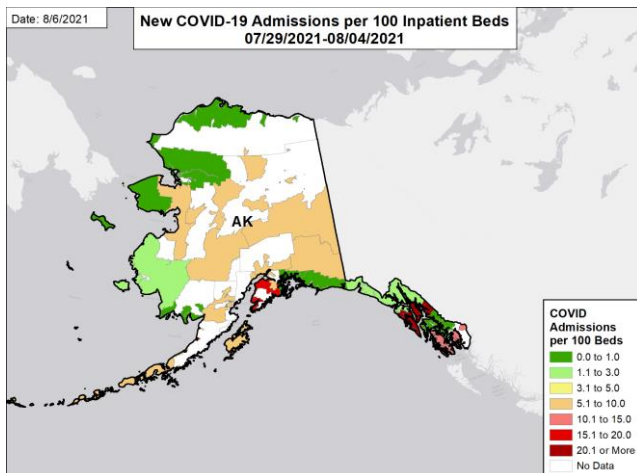 Date: 8/6/2021
New COVID-19 Admissions per 100 Inpatient Beds
07/29/2021-08/04/2021
AK
COVID
Admissions
per 100 Beds
0.0 to 1.0
1.1 to 3.0
3.1 to 5.0
5.1 to 10.0
10.1 to 15.0
15.1 to 20.0
20.1 or More
No Data